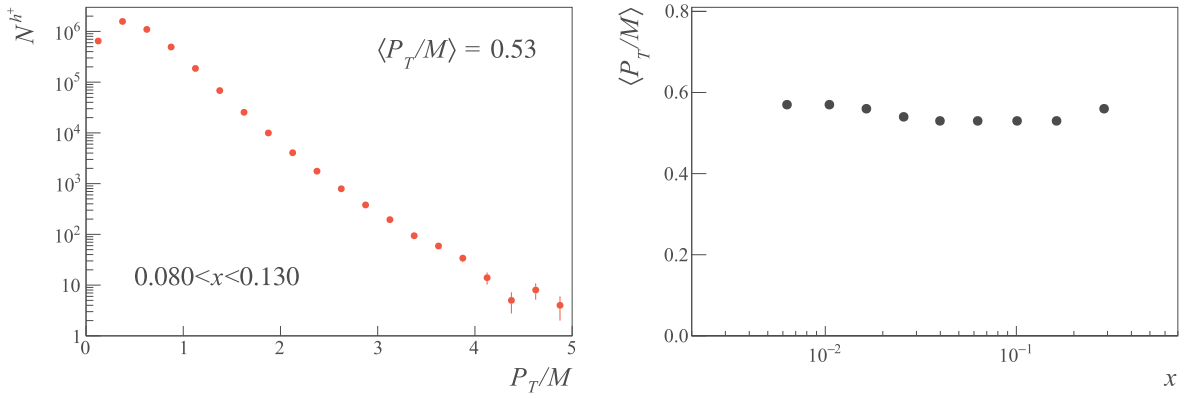 N^{h^+}
10^6
10^5
10^4
10^3
10^2
10
1
⟨P_T/M⟩ = 0.53
0.080<x<0.130
0 1 2 3 4 5
P_T/M
⟨P_T/M⟩
0.8
0.6
0.4
0.2
0.0
10^{−2} 10^{−1}
x